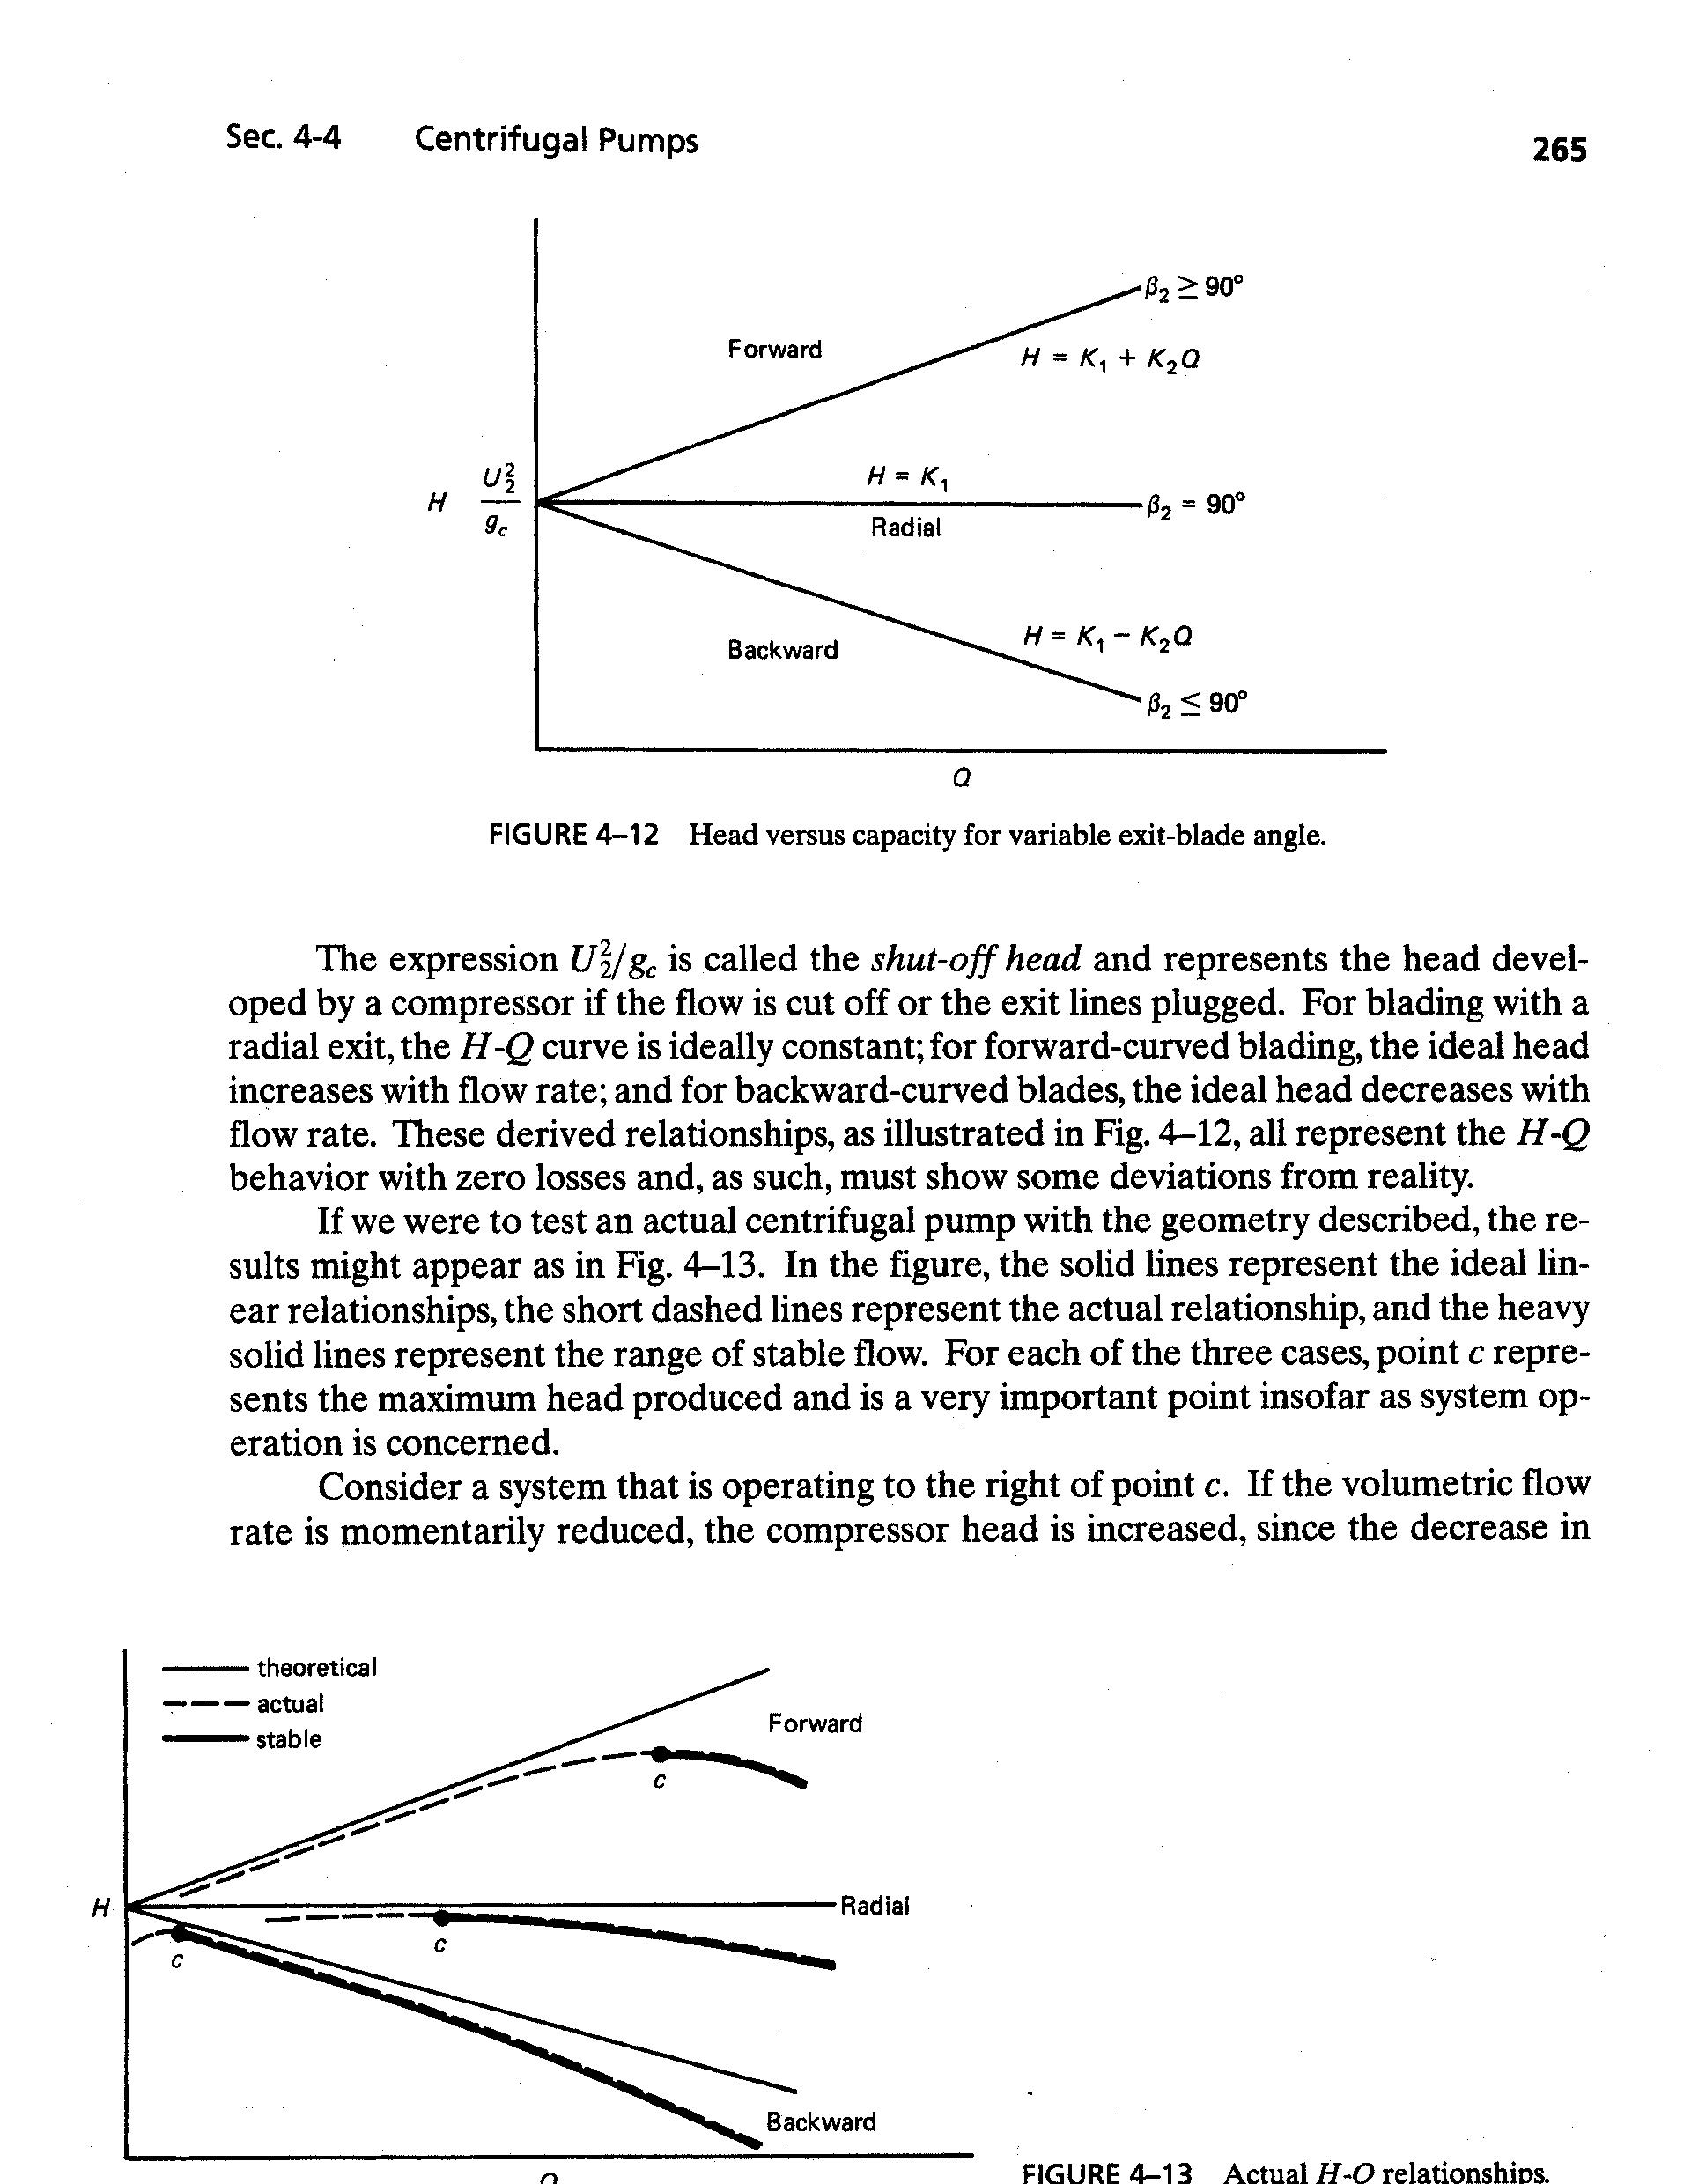 Sec. 4-4 Centrifugal Pumps 265
β₂ ≥ 90°
Forward
H = K₁ + K₂Q
H = K₁
H U₂²/g_c
β₂ = 90°
Radial
H = K₁ − K₂Q
Backward
β₂ ≤ 90°
Q
FIGURE 4–12 Head versus capacity for variable exit-blade angle.
The expression U₂²/g_c is called the shut-off head and represents the head devel-
oped by a compressor if the flow is cut off or the exit lines plugged. For blading with a
radial exit, the H-Q curve is ideally constant; for forward-curved blading, the ideal head
increases with flow rate; and for backward-curved blades, the ideal head decreases with
flow rate. These derived relationships, as illustrated in Fig. 4–12, all represent the H-Q
behavior with zero losses and, as such, must show some deviations from reality.
If we were to test an actual centrifugal pump with the geometry described, the re-
sults might appear as in Fig. 4–13. In the figure, the solid lines represent the ideal lin-
ear relationships, the short dashed lines represent the actual relationship, and the heavy
solid lines represent the range of stable flow. For each of the three cases, point c repre-
sents the maximum head produced and is a very important point insofar as system op-
eration is concerned.
Consider a system that is operating to the right of point c. If the volumetric flow
rate is momentarily reduced, the compressor head is increased, since the decrease in
theoretical
actual
stable
Forward
c
H
Radial
c
c
Backward
Q
FIGURE 4–13 Actual H-Q relationships.